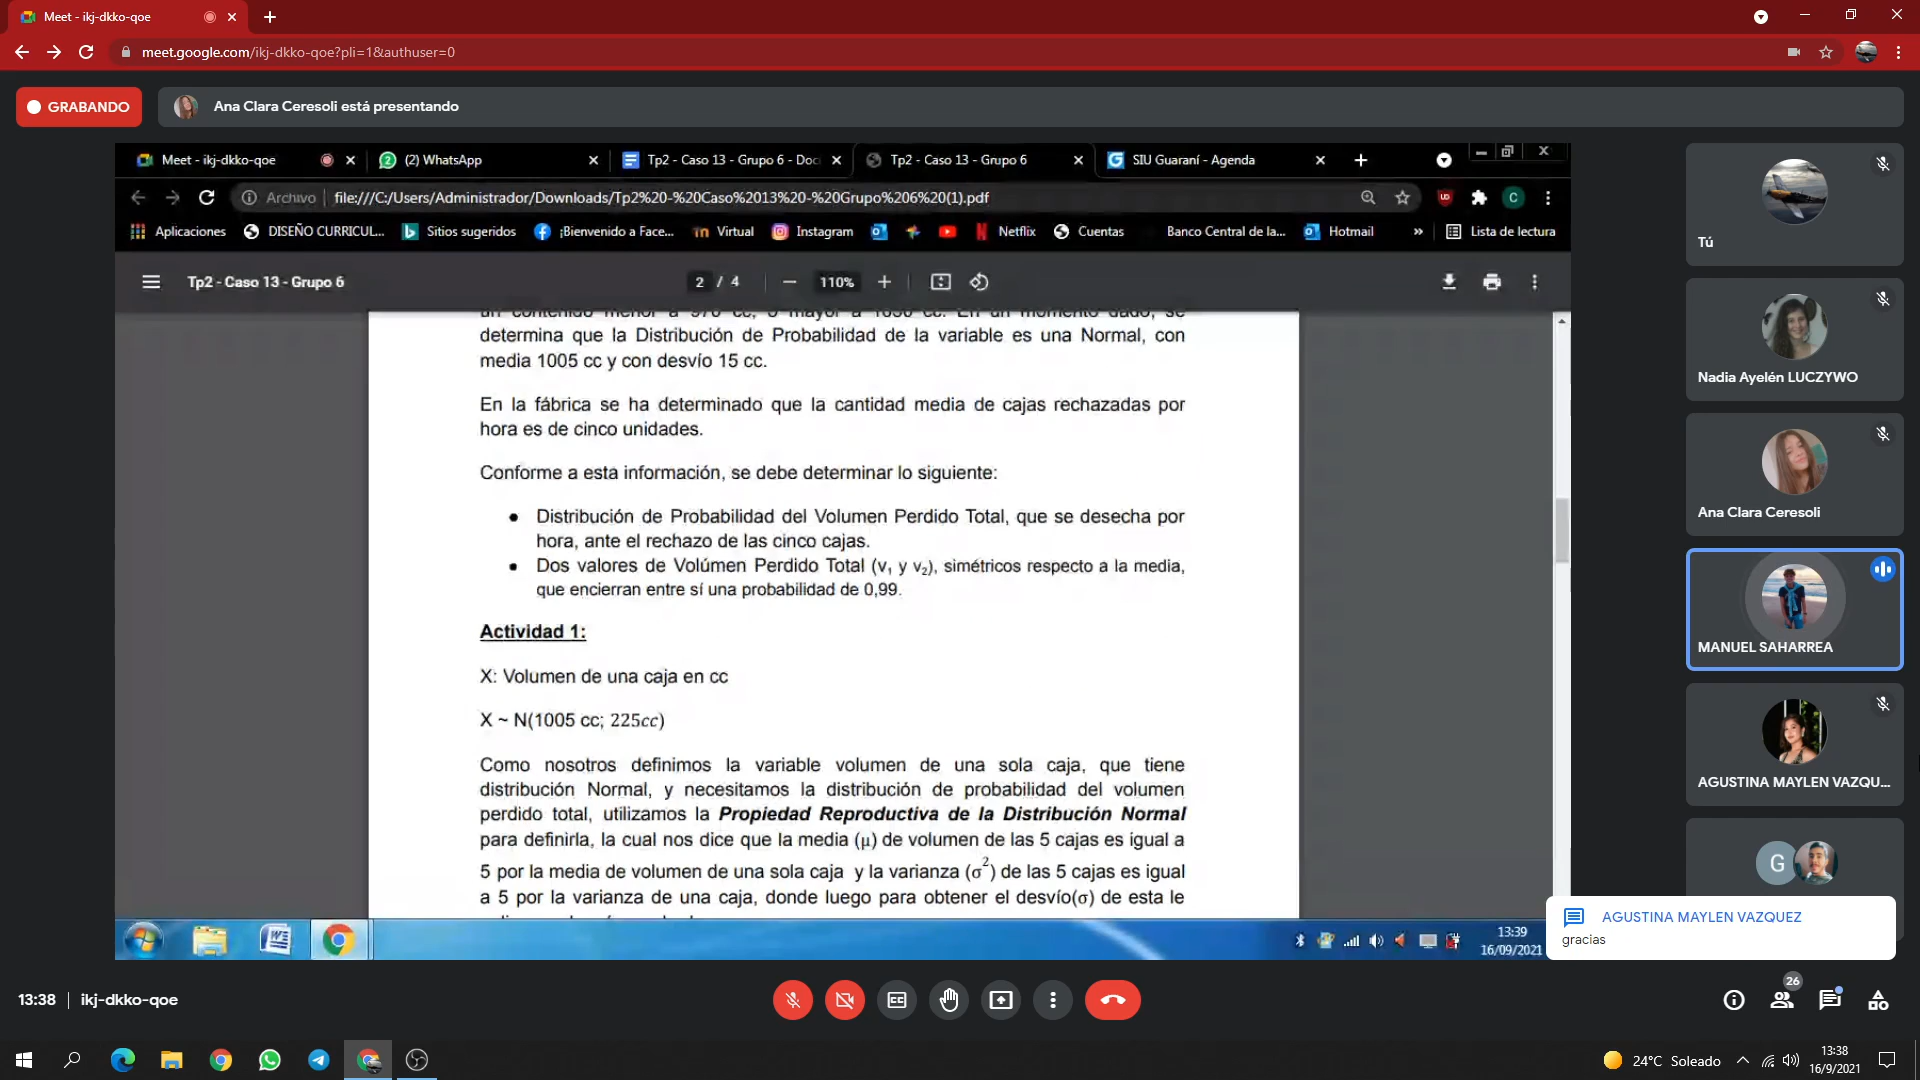 Meet - ikj-dkko-qoe
meet.google.com/ikj-dkko-qoe?pli=1&authuser=0
GRABANDO
Ana Clara Ceresoli está presentando
Meet - ikj-dkko-qoe
(2) WhatsApp
Tp2 - Caso 13 - Grupo 6 - Doc
Tp2 - Caso 13 - Grupo 6
SIU Guaraní - Agenda
Archivo
file:///C:/Users/Administrador/Downloads/Tp2%20-%20Caso%2013%20-%20Grupo%206%20(1).pdf
Aplicaciones
DISEÑO CURRICUL...
Sitios sugeridos
¡Bienvenido a Face...
Virtual
Instagram
Netflix
Cuentas
Banco Central de la...
Hotmail
»
Lista de lectura
Tp2 - Caso 13 - Grupo 6
2 / 4
110%
un contenido menor a 970 cc, o mayor a 1030 cc. En un momento dado, se
determina que la Distribución de Probabilidad de la variable es una Normal, con
media 1005 cc y con desvío 15 cc.
En la fábrica se ha determinado que la cantidad media de cajas rechazadas por
hora es de cinco unidades.
Conforme a esta información, se debe determinar lo siguiente:
● Distribución de Probabilidad del Volumen Perdido Total, que se desecha por
hora, ante el rechazo de las cinco cajas.
● Dos valores de Volúmen Perdido Total (v₁ y v₂), simétricos respecto a la media,
que encierran entre sí una probabilidad de 0,99.
Actividad 1:
X: Volumen de una caja en cc
X ~ N(1005 cc; 225cc)
Como nosotros definimos la variable volumen de una sola caja, que tiene
distribución Normal, y necesitamos la distribución de probabilidad del volumen
perdido total, utilizamos la Propiedad Reproductiva de la Distribución Normal
para definirla, la cual nos dice que la media (μ) de volumen de las 5 cajas es igual a
5 por la media de volumen de una sola caja y la varianza (σ²) de las 5 cajas es igual
a 5 por la varianza de una caja, donde luego para obtener el desvío(σ) de esta le
13:39
16/09/2021
Tú
Nadia Ayelén LUCZYWO
Ana Clara Ceresoli
MANUEL SAHARREA
AGUSTINA MAYLEN VAZQU...
G
AGUSTINA MAYLEN VAZQUEZ
gracias
13:38 | ikj-dkko-qoe
26
24°C Soleado
13:38
16/9/2021